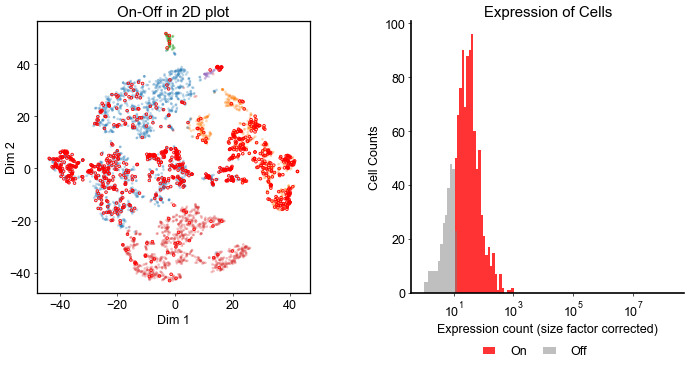 On-Off in 2D plot
Dim 2
40
20
0
−20
−40
−40 −20 0 20 40
Dim 1
Expression of Cells
Cell Counts
100
80
60
40
20
0
10^1 10^3 10^5 10^7
Expression count (size factor corrected)
On Off